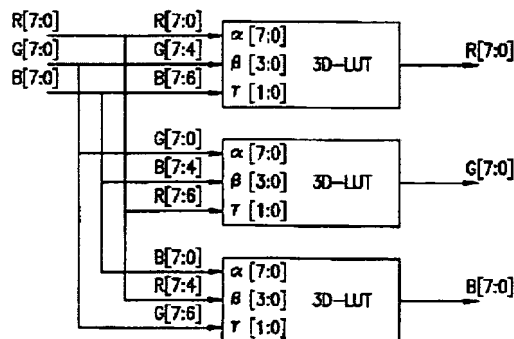 R[7:0] R[7:0] R[7:0]
G[7:0] G[7:4]
B[7:0] B[7:6]
α [7;0]
β [3:0] 3D-LUT
γ [1;0]
G[7:0] G[7:0]
B[7:4]
R[7:6]
α [7:0]
β [3:0] 3D-LUT
γ [1:0]
B[7:0] B[7:0]
R[7:4]
G[7:6]
α [7:0]
β [3:0] 3D-LUT
γ [1:0]